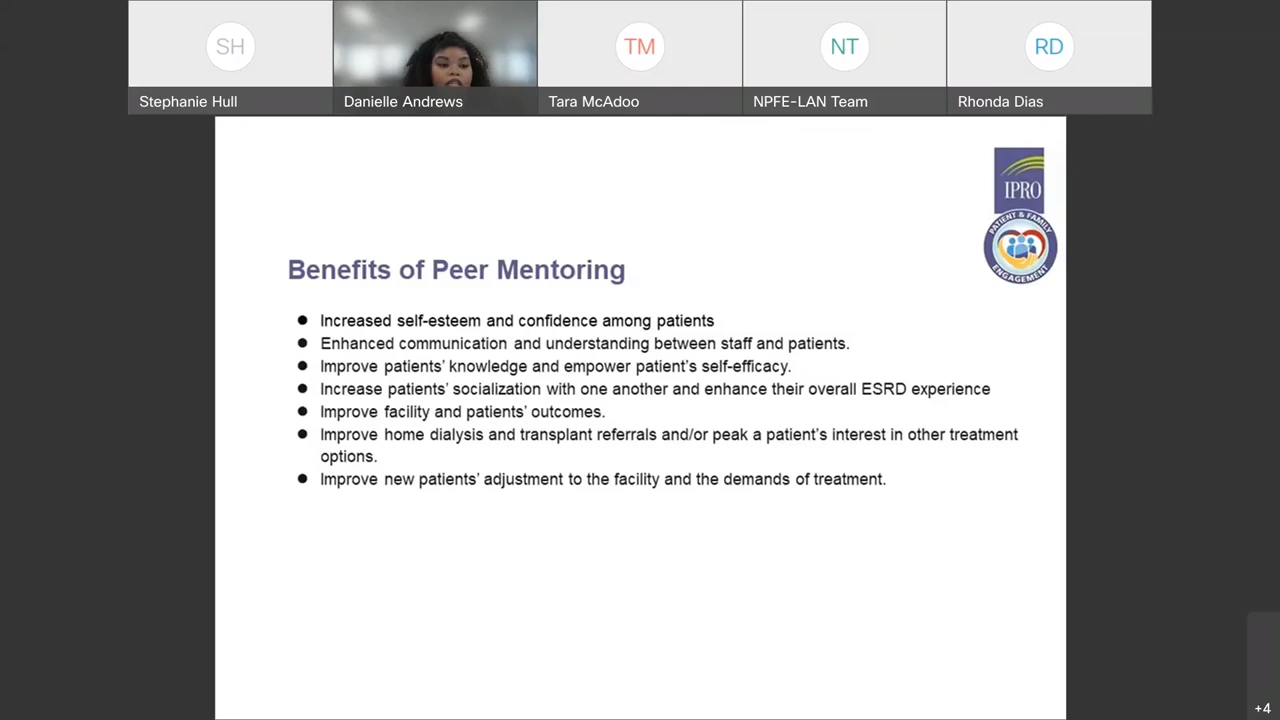 SH
TM
NT
RD
Stephanie Hull
Danielle Andrews
Tara McAdoo
NPFE-LAN Team
Rhonda Dias
IPRO
PATIENT & FAMILY
ENGAGEMENT
Benefits of Peer Mentoring
● Increased self-esteem and confidence among patients
● Enhanced communication and understanding between staff and patients.
● Improve patients’ knowledge and empower patient’s self-efficacy.
● Increase patients’ socialization with one another and enhance their overall ESRD experience
● Improve facility and patients’ outcomes.
● Improve home dialysis and transplant referrals and/or peak a patient’s interest in other treatment
options.
● Improve new patients’ adjustment to the facility and the demands of treatment.
+4